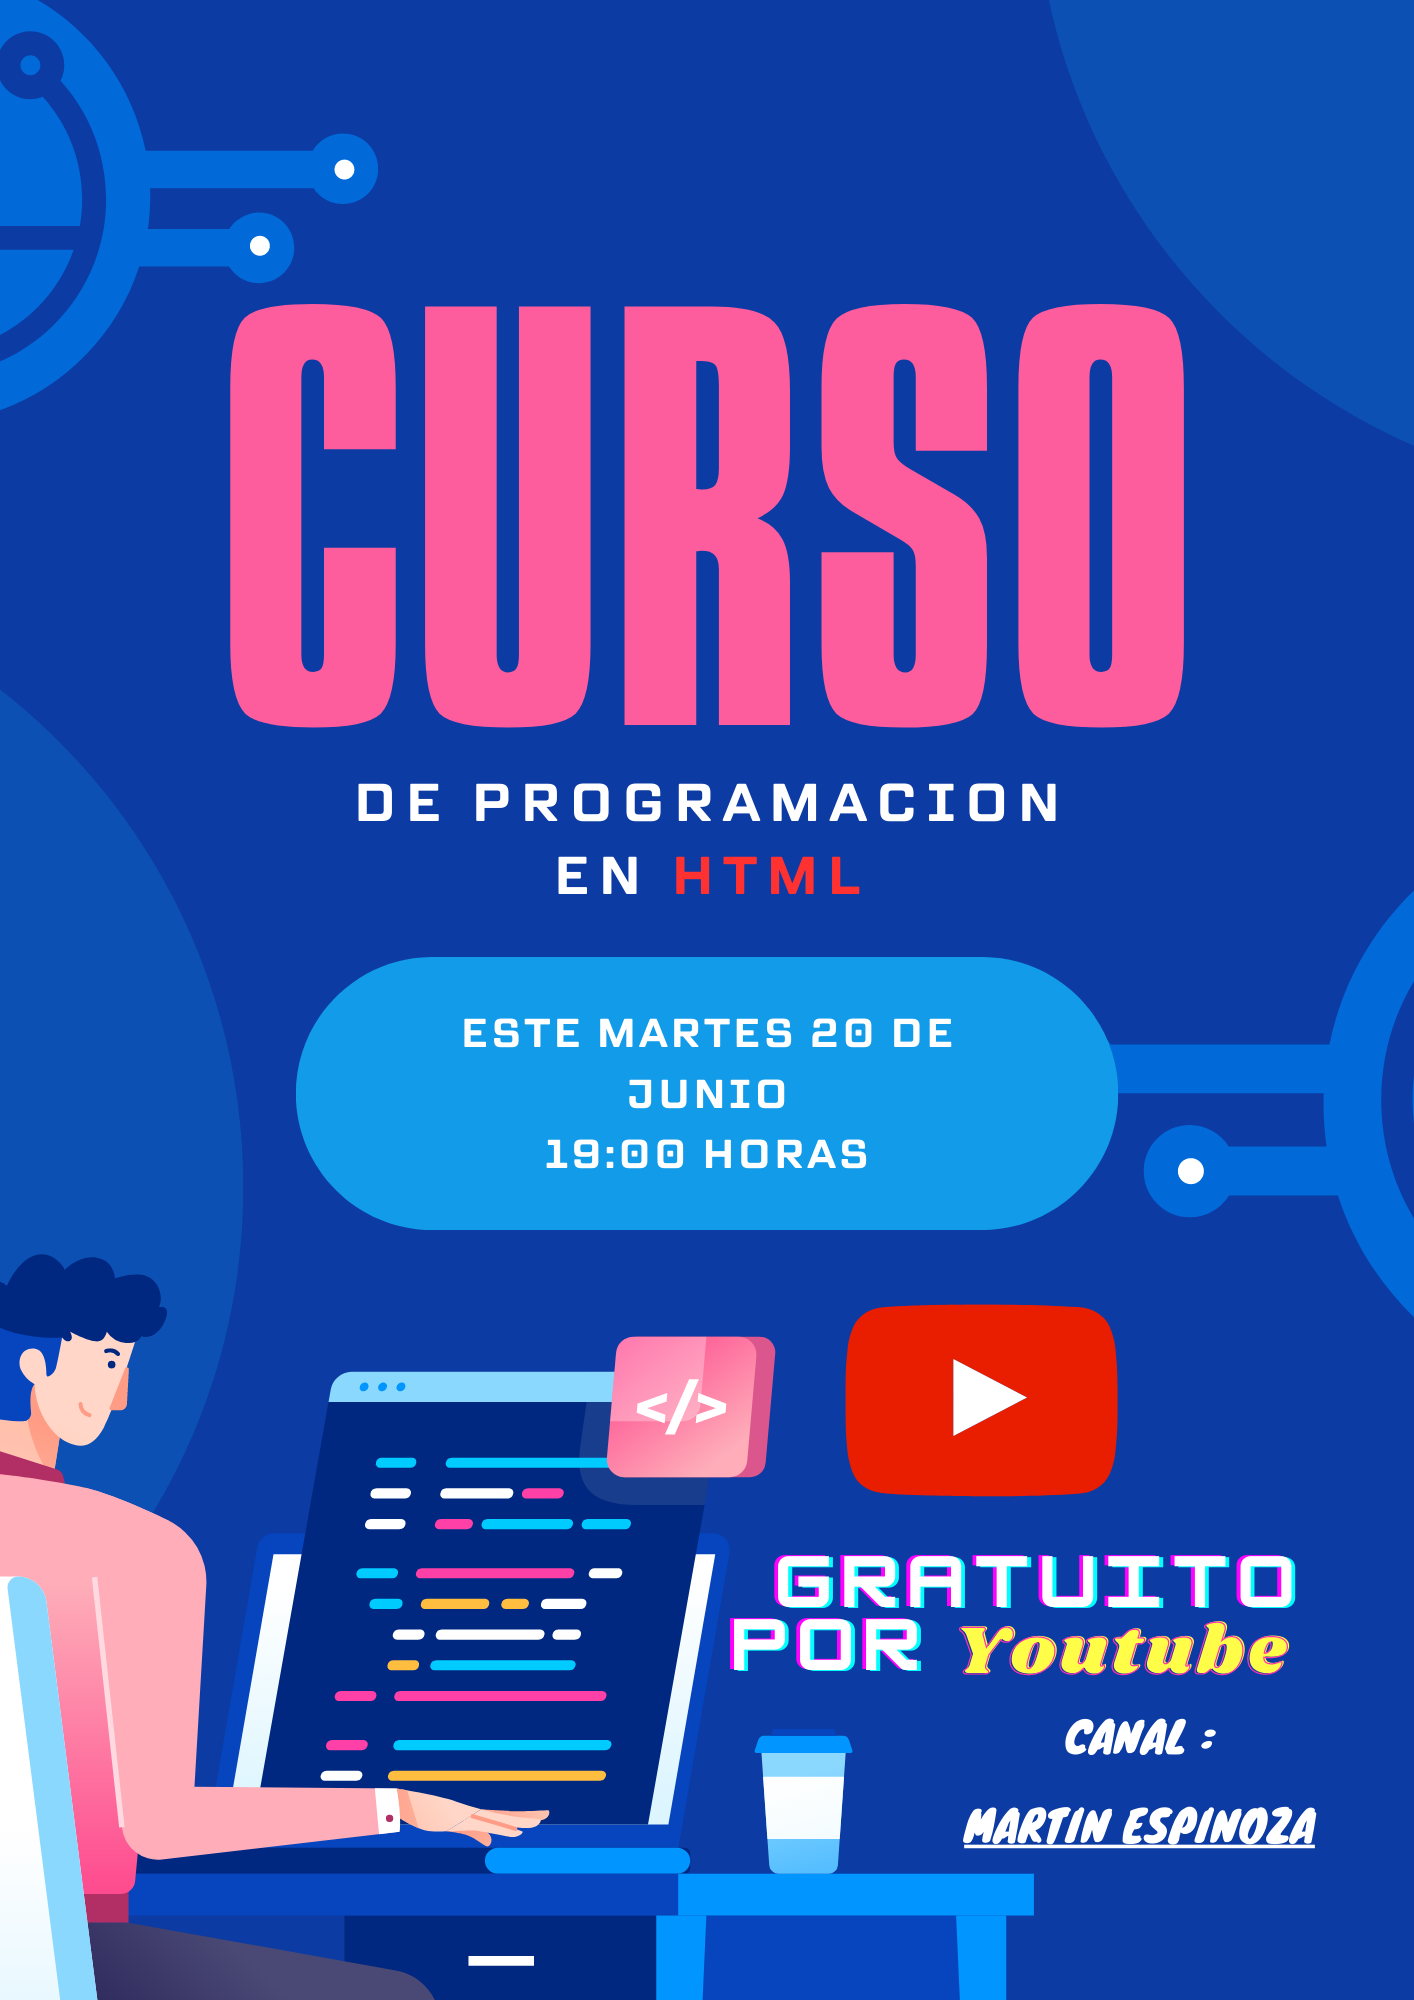 CURSO
DE PROGRAMACION
EN HTML
ESTE MARTES 20 DE
JUNIO
19:00 HORAS
</>
GRATUITO
POR Youtube
CANAL :
MARTIN ESPINOZA